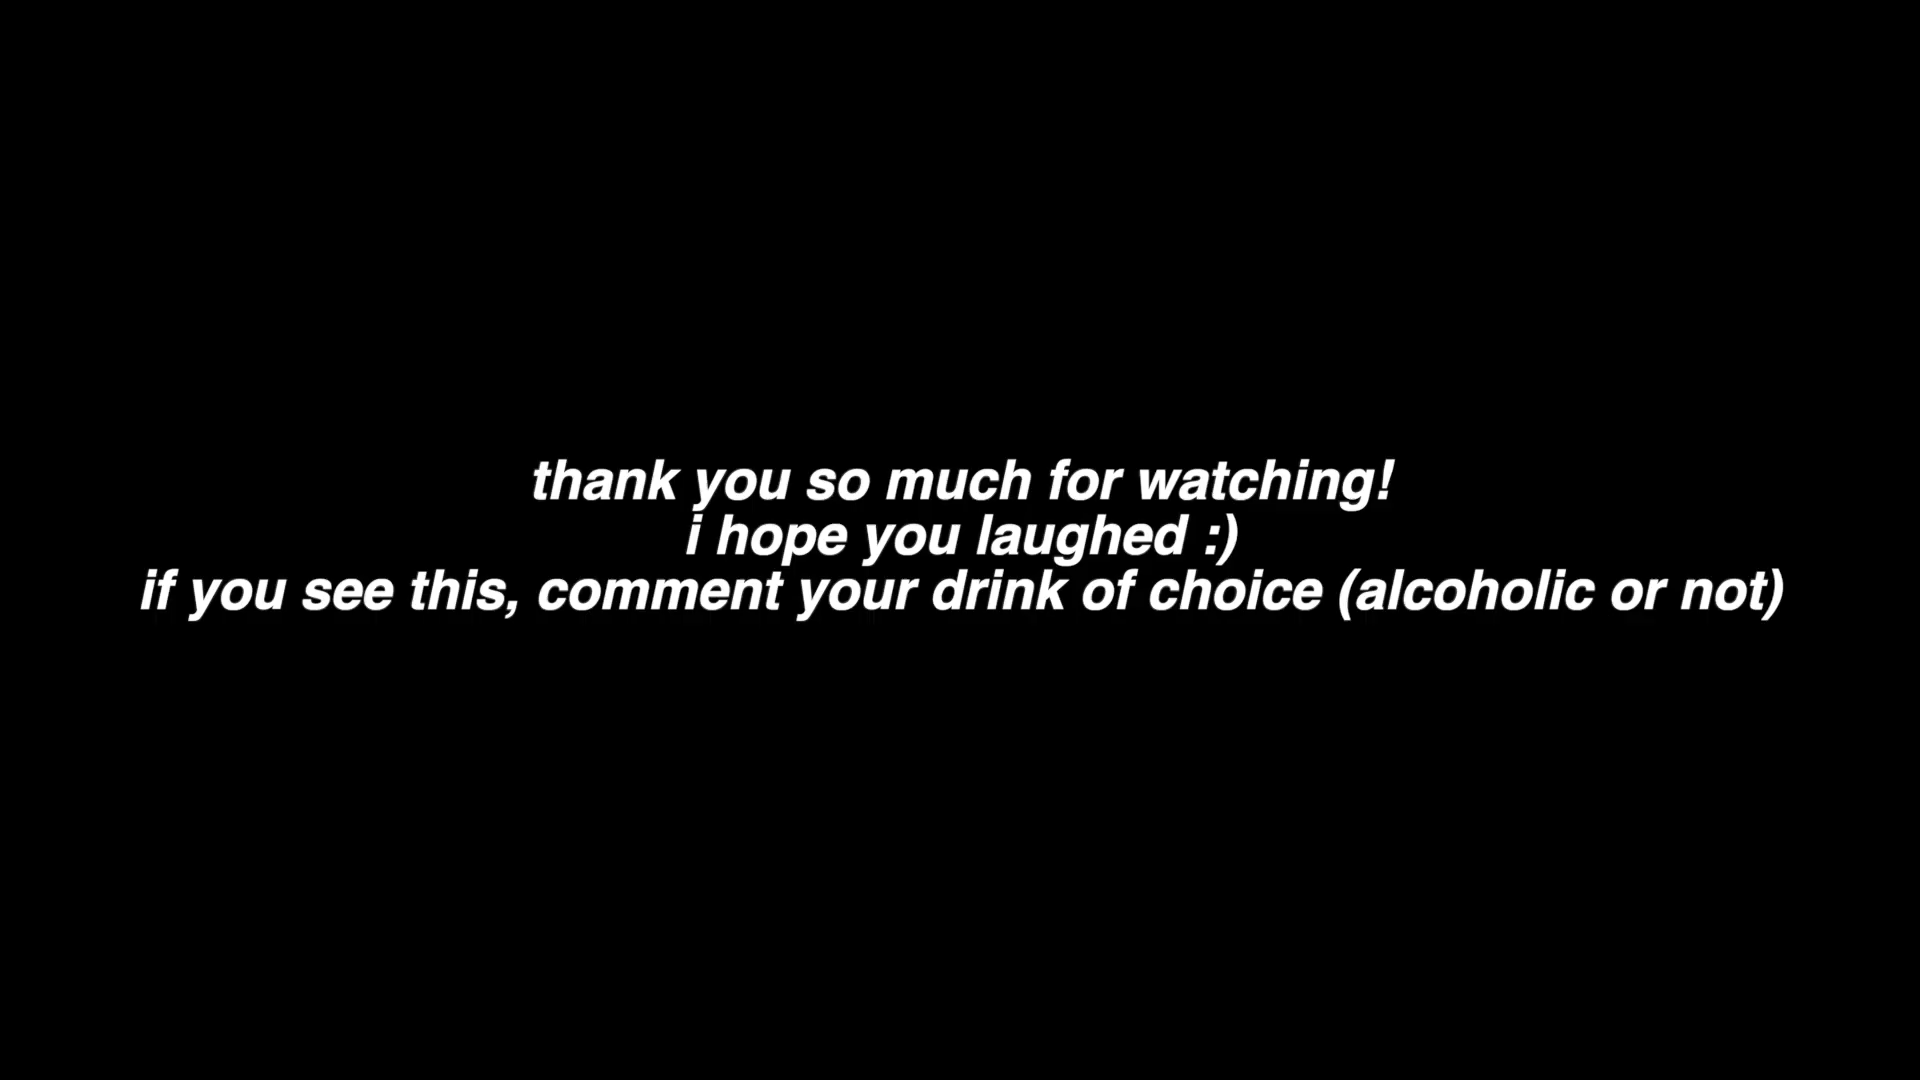 thank you so much for watching!
i hope you laughed :)
if you see this, comment your drink of choice (alcoholic or not)